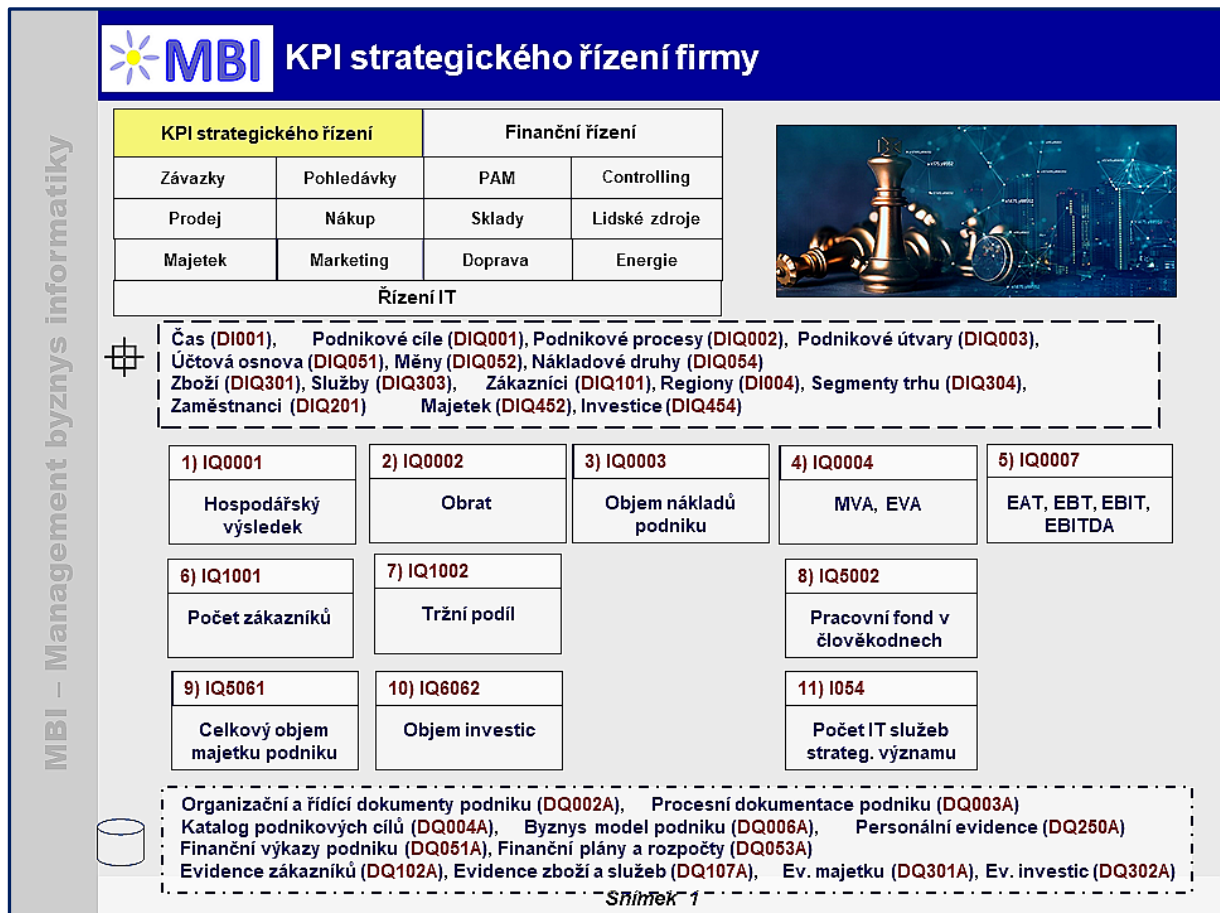 MBI
KPI strategického řízení firmy
MBI – Management byznys informatiky
KPI strategického řízení
Finanční řízení
Závazky
Pohledávky
PAM
Controlling
Prodej
Nákup
Sklady
Lidské zdroje
Majetek
Marketing
Doprava
Energie
Řízení IT
Čas (DI001), Podnikové cíle (DIQ001), Podnikové procesy (DIQ002), Podnikové útvary (DIQ003),
Účtová osnova (DIQ051), Měny (DIQ052), Nákladové druhy (DIQ054)
Zboží (DIQ301), Služby (DIQ303), Zákazníci (DIQ101), Regiony (DI004), Segmenty trhu (DIQ304),
Zaměstnanci (DIQ201) Majetek (DIQ452), Investice (DIQ454)
1) IQ0001
Hospodářský
výsledek
2) IQ0002
Obrat
3) IQ0003
Objem nákladů
podniku
4) IQ0004
MVA, EVA
5) IQ0007
EAT, EBT, EBIT,
EBITDA
6) IQ1001
Počet zákazníků
7) IQ1002
Tržní podíl
8) IQ5002
Pracovní fond v
člověkodnech
9) IQ5061
Celkový objem
majetku podniku
10) IQ6062
Objem investic
11) I054
Počet IT služeb
strateg. významu
Organizační a řídící dokumenty podniku (DQ002A), Procesní dokumentace podniku (DQ003A)
Katalog podnikových cílů (DQ004A), Byznys model podniku (DQ006A), Personální evidence (DQ250A)
Finanční výkazy podniku (DQ051A), Finanční plány a rozpočty (DQ053A)
Evidence zákazníků (DQ102A), Evidence zboží a služeb (DQ107A), Ev. majetku (DQ301A), Ev. investic (DQ302A)
Snímek 1